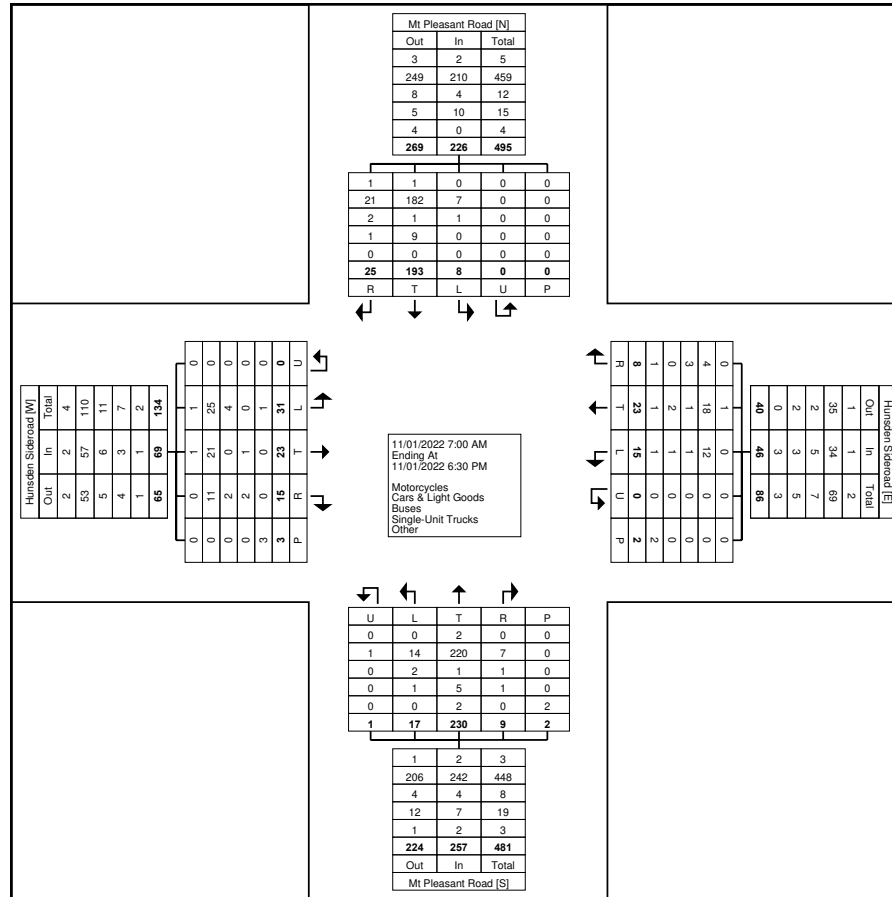 Mt Pleasant Road [N]
Out In Total
3 2 5
249 210 459
8 4 12
5 10 15
4 0 4
269 226 495
1 1 0 0 0
21 182 7 0 0
2 1 1 0 0
1 9 0 0 0
0 0 0 0 0
25 193 8 0 0
R T L U P
Hunsden Sideroad [W]
Out In Total
2 2 4
53 57 110
5 6 11
4 3 7
1 1 2
65 69 134
0 0 1 1 0
0 11 21 25 0
0 2 0 4 0
0 2 1 0 0
3 0 0 1 0
3 15 23 31 0
P R T L U
11/01/2022 7:00 AM
Ending At
11/01/2022 6:30 PM
Motorcycles
Cars & Light Goods
Buses
Single-Unit Trucks
Other
Hunsden Sideroad [E]
Out In Total
1 1 2
35 34 69
2 5 7
2 3 5
0 3 3
40 46 86
0 1 0 0 0
4 18 12 0 0
3 1 1 0 0
0 2 1 0 0
1 1 1 0 2
8 23 15 0 2
R T L U P
U L T R P
0 0 2 0 0
1 14 220 7 0
0 2 1 1 0
0 1 5 1 0
0 0 2 0 2
1 17 230 9 2
1 2 3
206 242 448
4 4 8
12 7 19
1 2 3
224 257 481
Out In Total
Mt Pleasant Road [S]